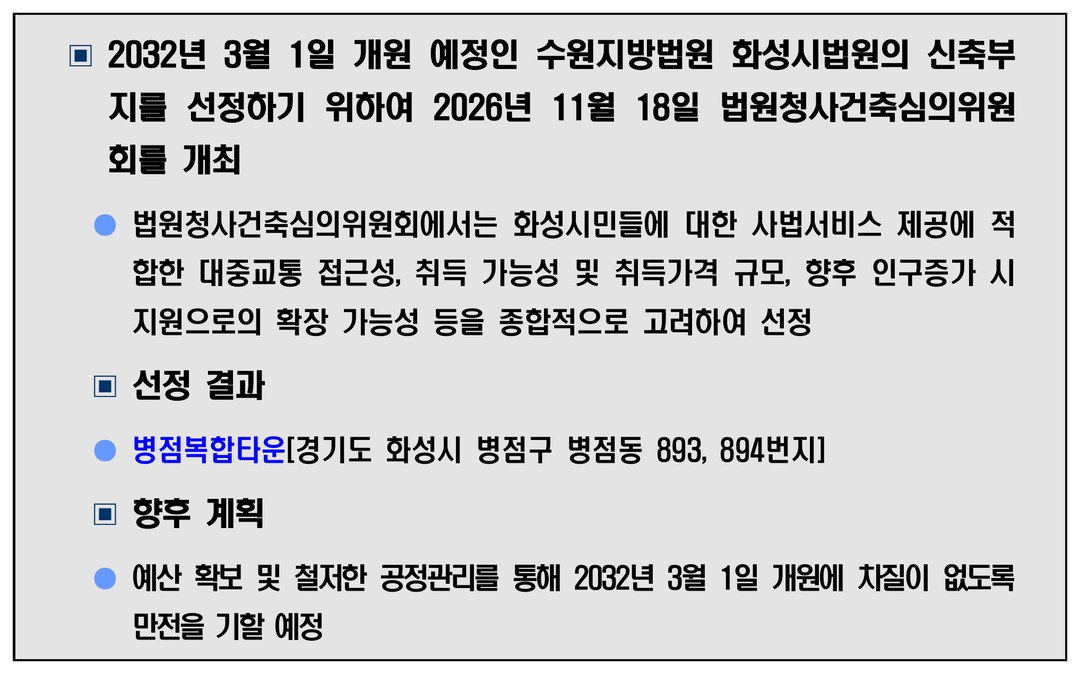 ▣ 2032년 3월 1일 개원 예정인 수원지방법원 화성시법원의 신축부
지를 선정하기 위하여 2026년 11월 18일 법원청사건축심의위원
회를 개최
● 법원청사건축심의위원회에서는 화성시민들에 대한 사법서비스 제공에 적
합한 대중교통 접근성, 취득 가능성 및 취득가격 규모, 향후 인구증가 시
지원으로의 확장 가능성 등을 종합적으로 고려하여 선정
▣ 선정 결과
● 병점복합타운[경기도 화성시 병점구 병점동 893, 894번지]
▣ 향후 계획
● 예산 확보 및 철저한 공정관리를 통해 2032년 3월 1일 개원에 차질이 없도록
만전을 기할 예정